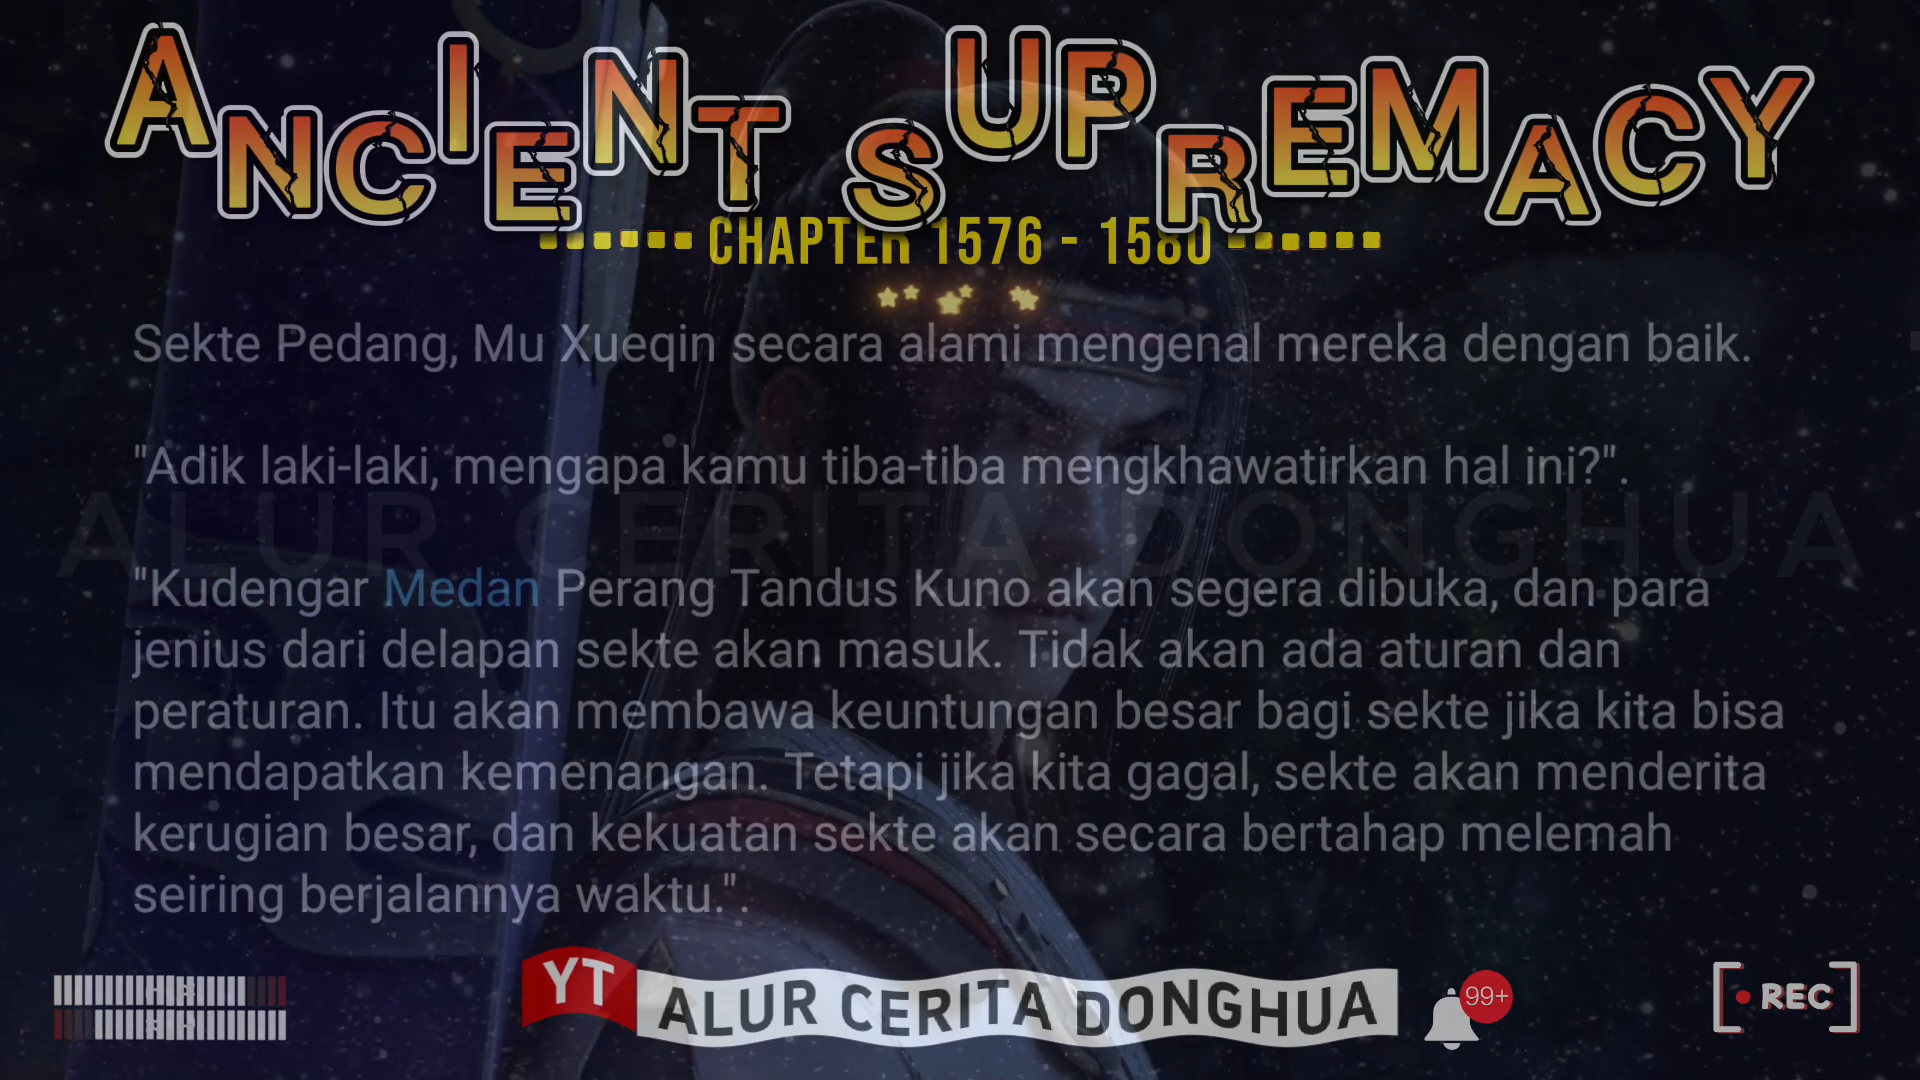 ANCIENT SUPREMACY
CHAPTER 1576 - 1580
Sekte Pedang, Mu Xueqin secara alami mengenal mereka dengan baik.
"Adik laki-laki, mengapa kamu tiba-tiba mengkhawatirkan hal ini?".
ALUR CERITA DONGHUA
"Kudengar Medan Perang Tandus Kuno akan segera dibuka, dan para
jenius dari delapan sekte akan masuk. Tidak akan ada aturan dan
peraturan. Itu akan membawa keuntungan besar bagi sekte jika kita bisa
mendapatkan kemenangan. Tetapi jika kita gagal, sekte akan menderita
kerugian besar, dan kekuatan sekte akan secara bertahap melemah
seiring berjalannya waktu.".
YT ALUR CERITA DONGHUA
99+
REC